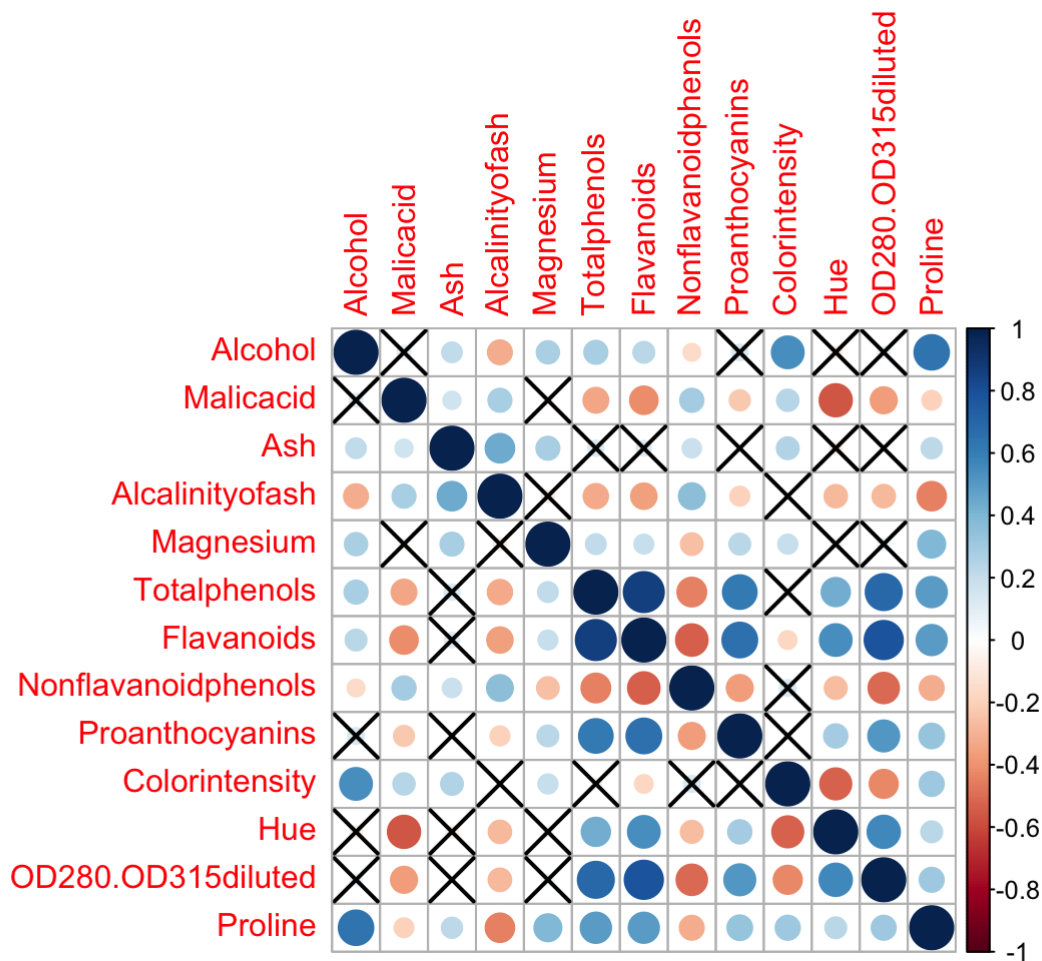 Alcohol
Malicacid
Ash
Alcalinityofash
Magnesium
Totalphenols
Flavanoids
Nonflavanoidphenols
Proanthocyanins
Colorintensity
Hue
OD280.OD315diluted
Proline
Alcohol
Malicacid
Ash
Alcalinityofash
Magnesium
Totalphenols
Flavanoids
Nonflavanoidphenols
Proanthocyanins
Colorintensity
Hue
OD280.OD315diluted
Proline
1
0.8
0.6
0.4
0.2
0
-0.2
-0.4
-0.6
-0.8
-1